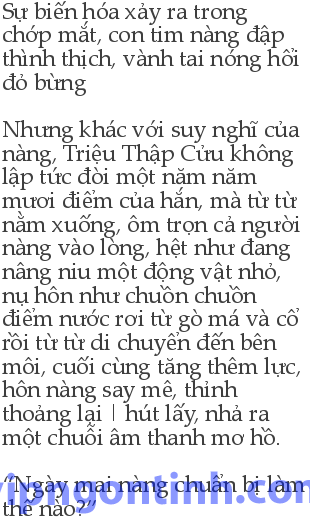 Sự biến hóa xảy ra trong
chớp mắt, con tim nàng đập
thình thịch, vành tai nóng hổi
đỏ bừng
Nhưng khác với suy nghĩ của
nàng, Triệu Thập Cửu không
lập tức đòi một năm năm
mươi điểm của hắn, mà từ từ
nằm xuống, ôm trọn cả người
nàng vào lòng, hệt như đang
nâng niu một động vật nhỏ,
nụ hôn như chuồn chuồn
điểm nước rơi từ gò má và cổ
rồi từ từ di chuyển đến bên
môi, cuối cùng tăng thêm lực,
hôn nàng say mê, thỉnh
thoảng lại | hút lấy, nhả ra
một chuỗi âm thanh mơ hồ.
“Ngày mai nàng chuẩn bị làm
thế nào?”
vipngontinh.com